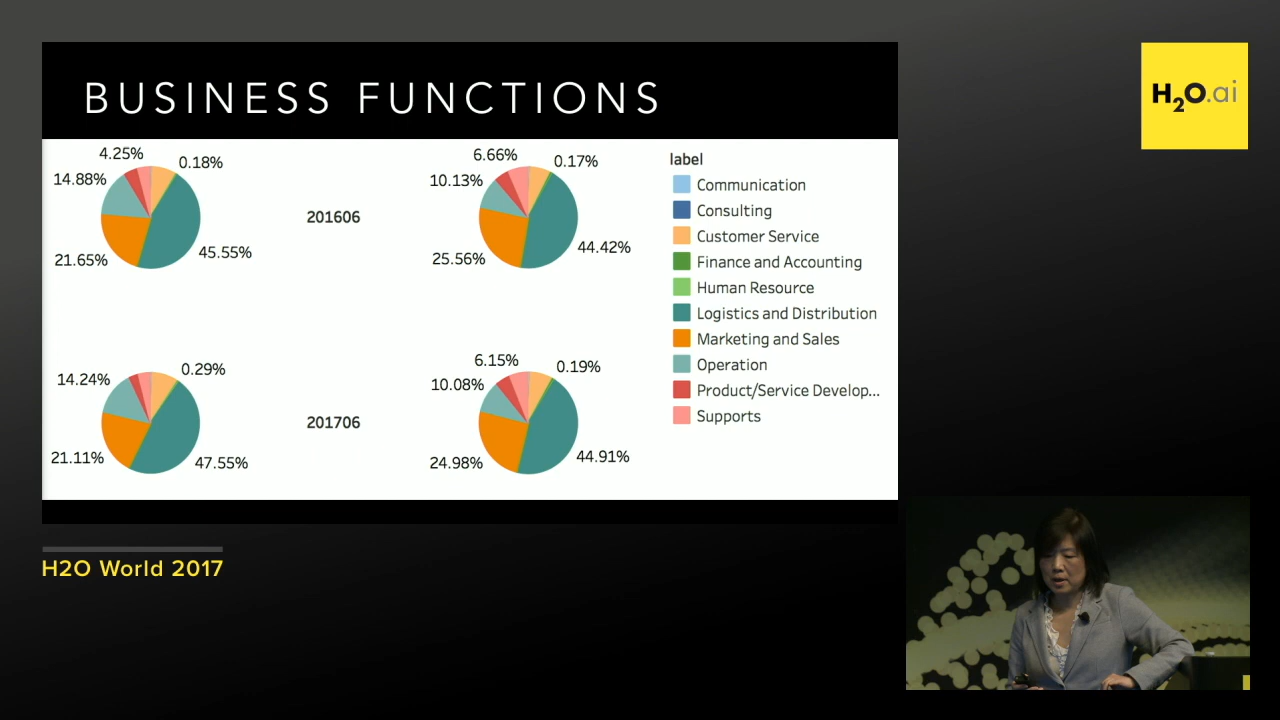 BUSINESS FUNCTIONS
H2O.ai
4.25%
0.18%
14.88%
21.65%
45.55%
201606
6.66%
0.17%
10.13%
25.56%
44.42%
0.29%
14.24%
21.11%
47.55%
201706
6.15%
0.19%
10.08%
24.98%
44.91%
label
Communication
Consulting
Customer Service
Finance and Accounting
Human Resource
Logistics and Distribution
Marketing and Sales
Operation
Product/Service Develop...
Supports
H2O World 2017